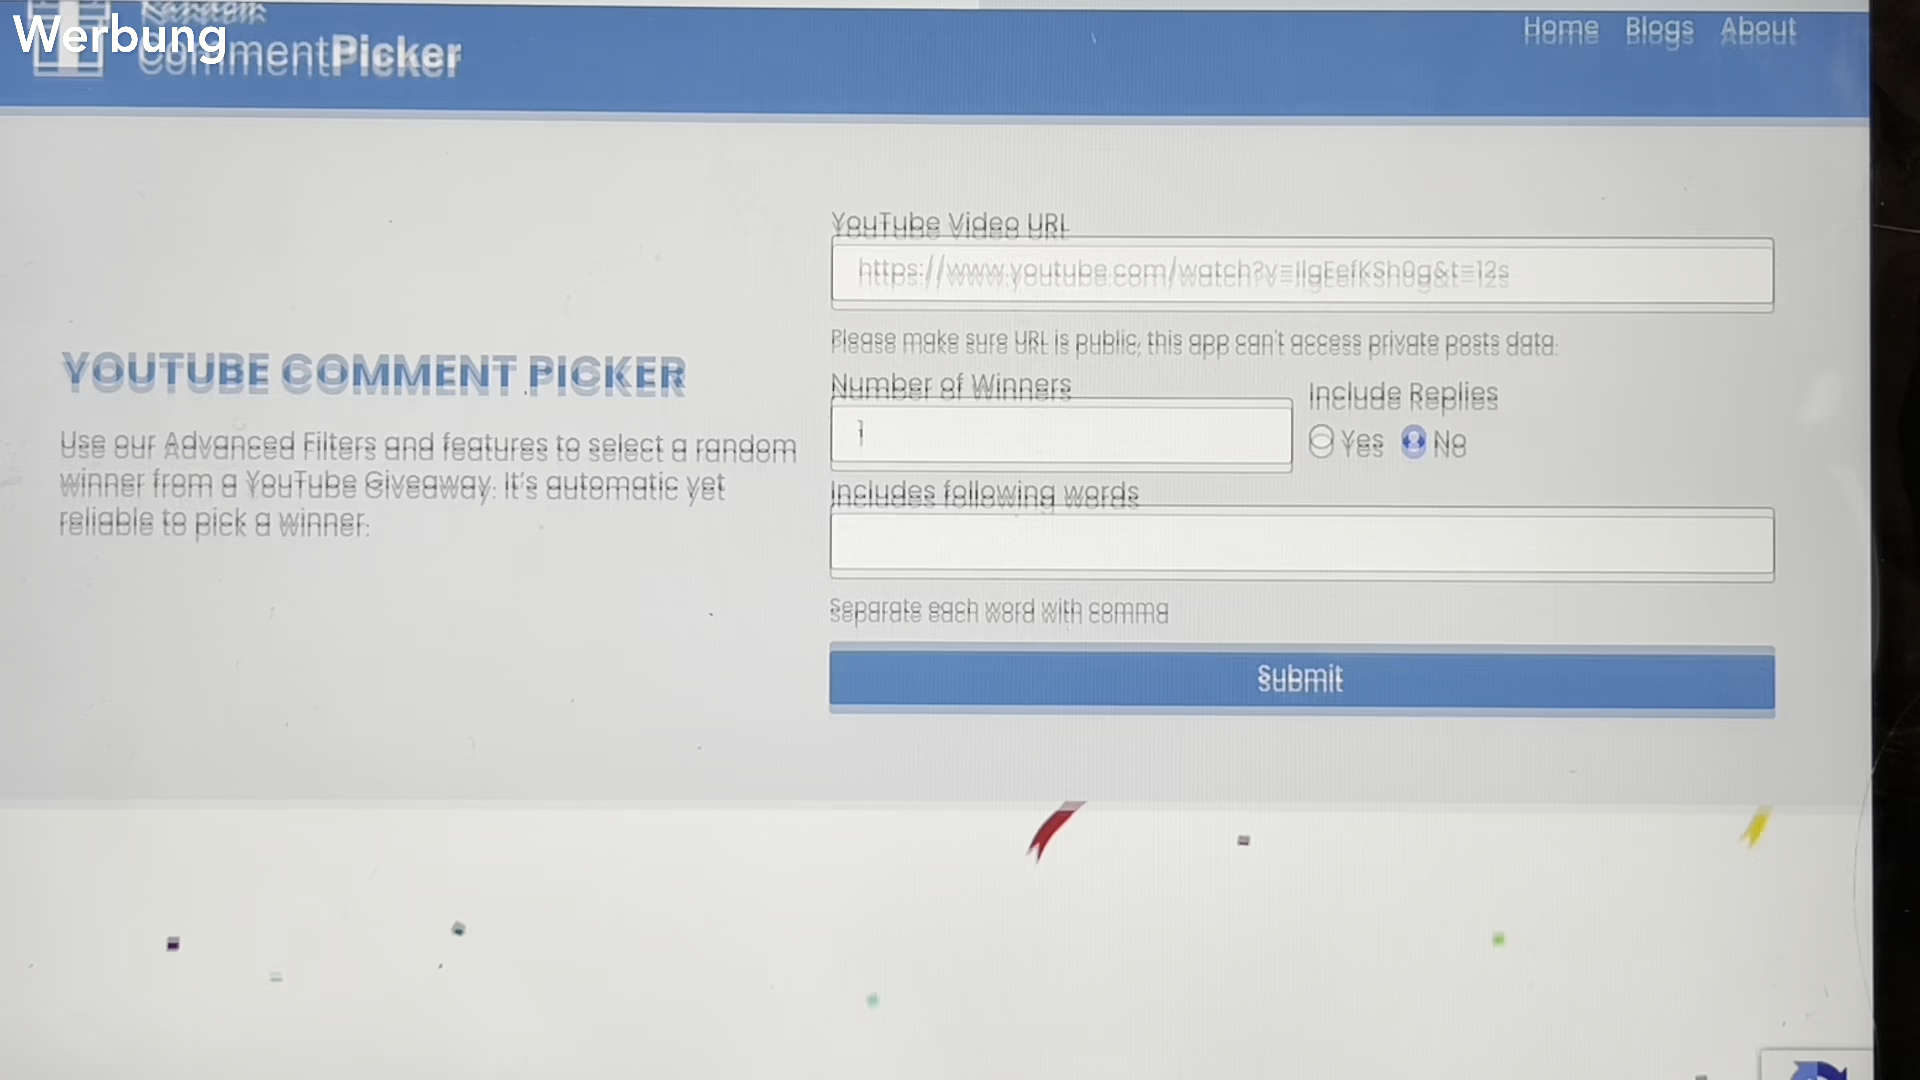 Werbung
Random
CommentPicker
Home Blogs About
YouTube Video URL
https://www.youtube.com/watch?v=IlgEefKSh0g&t=12s
Please make sure URL is public, this app can't access private posts data.
YOUTUBE COMMENT PICKER
Use our Advanced Filters and features to select a random
winner from a YouTube Giveaway. It's automatic yet
reliable to pick a winner.
Number of Winners
1
Include Replies
Yes No
Includes following words
Separate each word with comma
Submit